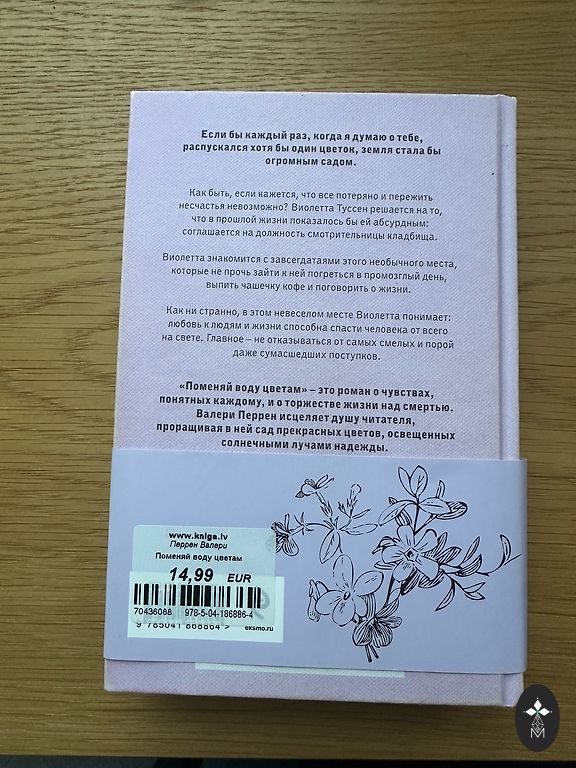 Если бы каждый раз, когда я думаю о тебе,
распускался хотя бы один цветок, земля стала бы
огромным садом.
Как быть, если кажется, что все потеряно и пережить
несчастья невозможно? Виолетта Туссен решается на то,
что в прошлой жизни показалось бы ей абсурдным:
соглашается на должность смотрительницы кладбища.
Виолетта знакомится с завсегдатаями этого необычного места,
которые не прочь зайти к ней погреться в промозглый день,
выпить чашечку кофе и поговорить о жизни.
Как ни странно, в этом невеселом месте Виолетта понимает:
любовь к людям и жизни способна спасти человека от всего
на свете. Главное – не отказываться от самых смелых и порой
даже сумасшедших поступков.
«Поменяй воду цветам» – это роман о чувствах,
понятных каждому, и о торжестве жизни над смертью.
Валери Перрен исцеляет душу читателя,
проращивая в ней сад прекрасных цветов, освещенных
солнечными лучами надежды.
www.kniga.lv
Перрен Валери
Поменяй воду цветам
14,99 EUR
70436088 978-5-04-186886-4
9 785041 868864 > eksmo.ru
M